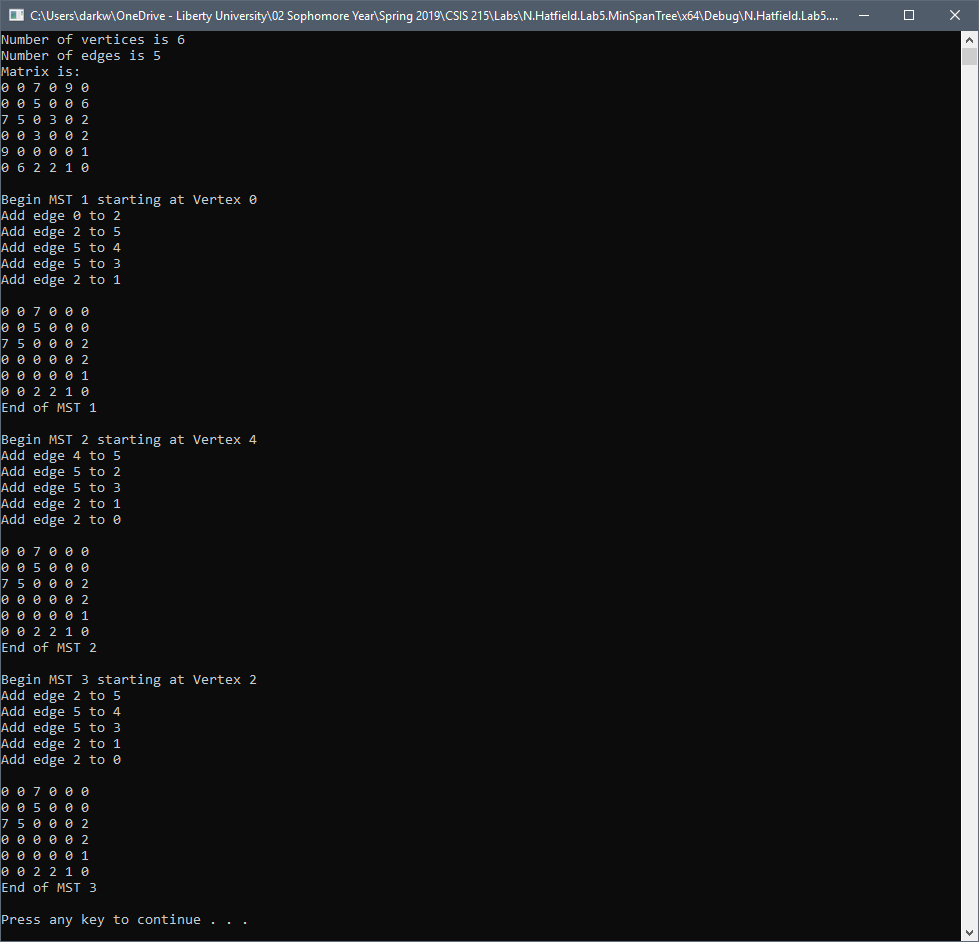 C:\Users\darkw\OneDrive - Liberty University\02 Sophomore Year\Spring 2019\CSIS 215\Labs\N.Hatfield.Lab5.MinSpanTree\x64\Debug\N.Hatfield.Lab5....
Number of vertices is 6
Number of edges is 5
Matrix is:
0 0 7 0 9 0
0 0 5 0 0 6
7 5 0 3 0 2
0 0 3 0 0 2
9 0 0 0 0 1
0 6 2 2 1 0

Begin MST 1 starting at Vertex 0
Add edge 0 to 2
Add edge 2 to 5
Add edge 5 to 4
Add edge 5 to 3
Add edge 2 to 1

0 0 7 0 0 0
0 0 5 0 0 0
7 5 0 0 0 2
0 0 0 0 0 2
0 0 0 0 0 1
0 0 2 2 1 0
End of MST 1

Begin MST 2 starting at Vertex 4
Add edge 4 to 5
Add edge 5 to 2
Add edge 5 to 3
Add edge 2 to 1
Add edge 2 to 0

0 0 7 0 0 0
0 0 5 0 0 0
7 5 0 0 0 2
0 0 0 0 0 2
0 0 0 0 0 1
0 0 2 2 1 0
End of MST 2

Begin MST 3 starting at Vertex 2
Add edge 2 to 5
Add edge 5 to 4
Add edge 5 to 3
Add edge 2 to 1
Add edge 2 to 0

0 0 7 0 0 0
0 0 5 0 0 0
7 5 0 0 0 2
0 0 0 0 0 2
0 0 0 0 0 1
0 0 2 2 1 0
End of MST 3

Press any key to continue . . .